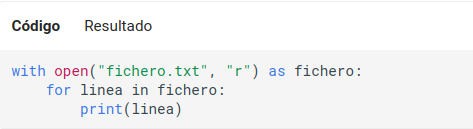 Código Resultado
with open("fichero.txt", "r") as fichero:
    for linea in fichero:
        print(linea)